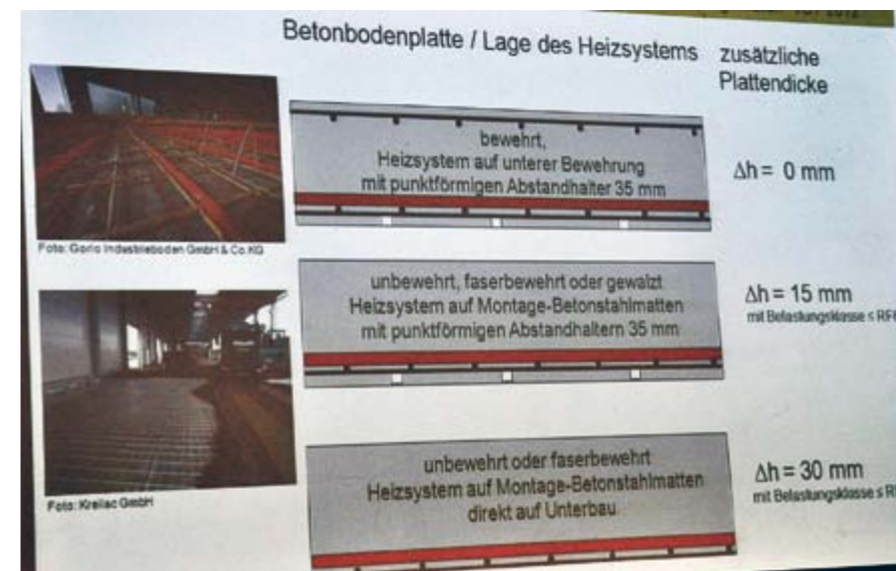 Betonbodenplatte / Lage des Heizsystems
zusätzliche
Plattendicke
bewehrt,
Heizsystem auf unterer Bewehrung
mit punktförmigen Abstandhalter 35 mm
Δh = 0 mm
Foto: Gorlo Industrieboden GmbH & Co.KG
unbewehrt, faserbewehrt oder gewalzt
Heizsystem auf Montage-Betonstahlmatten
mit punktförmigen Abstandhaltern 35 mm
Δh = 15 mm
mit Belastungsklasse ≤
unbewehrt oder faserbewehrt
Heizsystem auf Montage-Betonstahlmatten
direkt auf Unterbau
Δh = 30 mm
mit Belastungsklasse ≤
Foto: GmbH